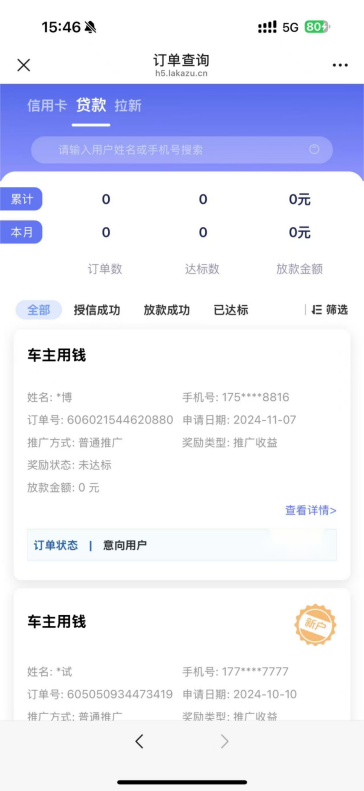 15:46 5G 80
订单查询
h5.lakazu.cn
信用卡 贷款 拉新
请输入用户姓名或手机号搜索
累计 0 0 0元
本月 0 0 0元
订单数 达标数 放款金额
全部 授信成功 放款成功 已达标 筛选
车主用钱
姓名: *博 手机号: 175****8816
订单号: 606021544620880 申请日期: 2024-11-07
推广方式: 普通推广 奖励类型: 推广收益
奖励状态: 未达标
放款金额: 0 元
查看详情>
订单状态 | 意向用户
车主用钱 新户
姓名: *试 手机号: 177****7777
订单号: 605050934473419 申请日期: 2024-10-10
推广方式: 普通推广 奖励类型: 推广收益